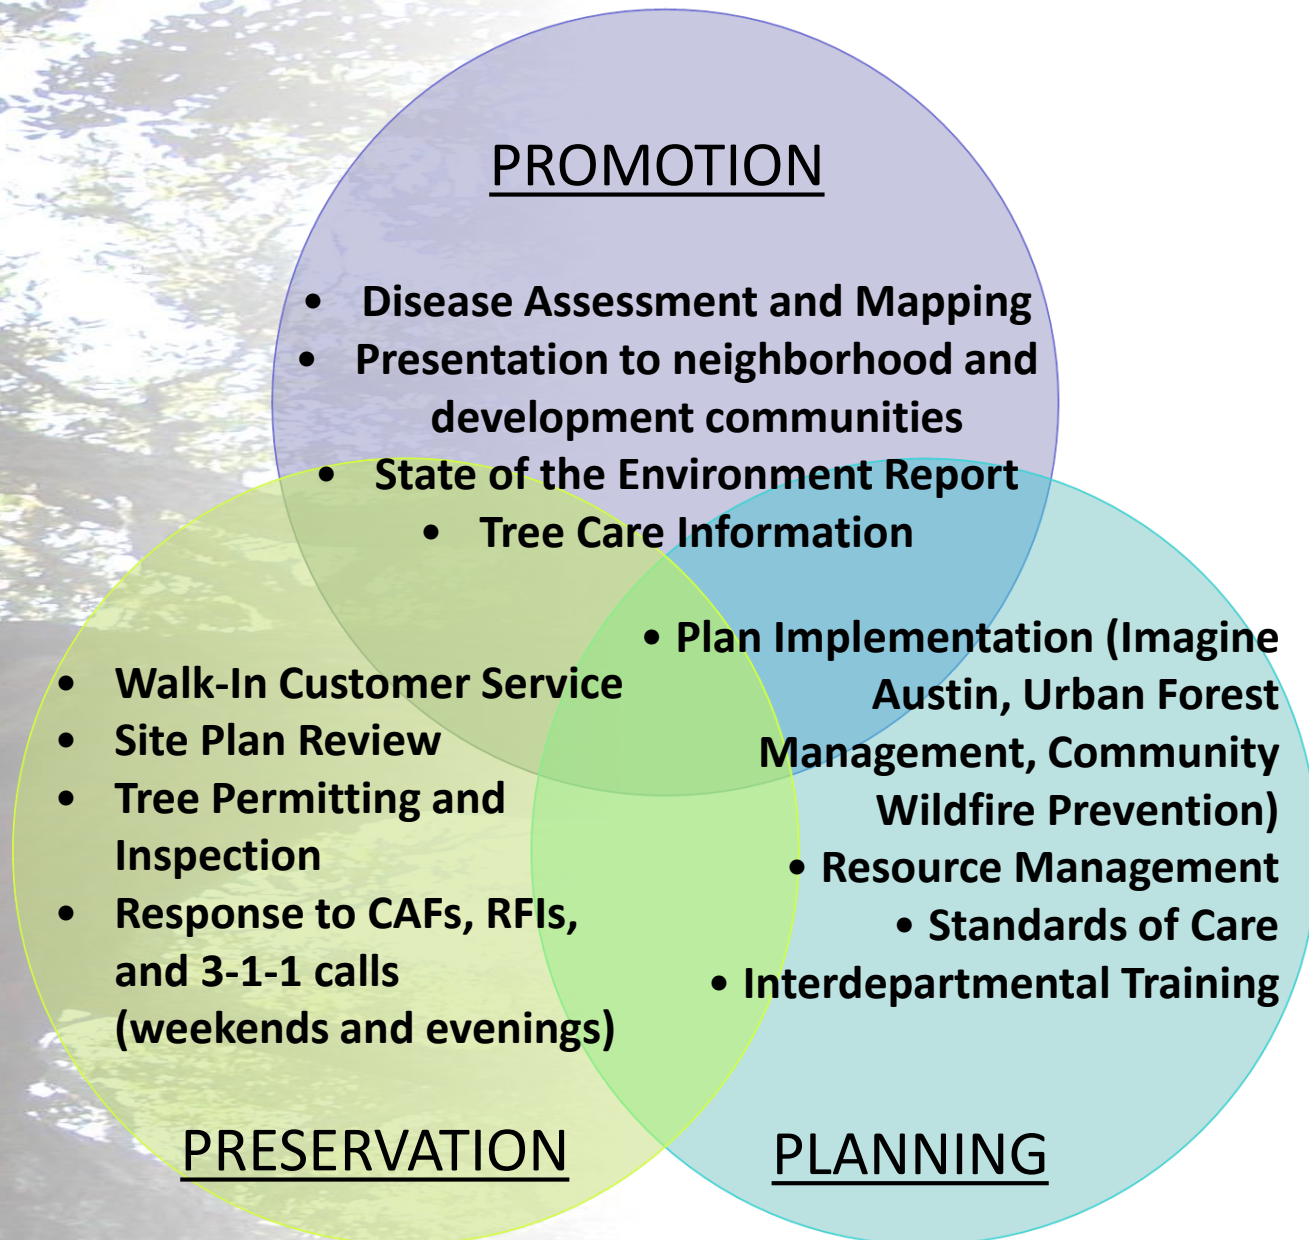 PROMOTION
• Disease Assessment and Mapping
• Presentation to neighborhood and
development communities
• State of the Environment Report
• Tree Care Information
• Walk-In Customer Service
• Site Plan Review
• Tree Permitting and
Inspection
• Response to CAFs, RFIs,
and 3-1-1 calls
(weekends and evenings)
PRESERVATION
• Plan Implementation (Imagine
Austin, Urban Forest
Management, Community
Wildfire Prevention)
• Resource Management
• Standards of Care
• Interdepartmental Training
PLANNING